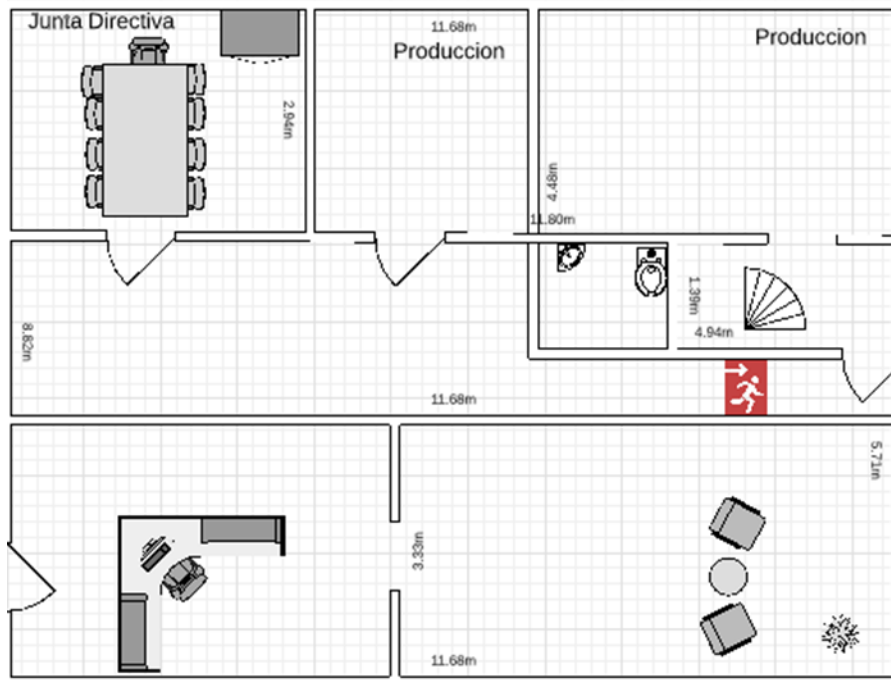 Junta Directiva
11.68m
Produccion
Produccion
2.94m
4.48m
11.80m
1.39m
4.94m
8.82m
11.68m
5.71m
3.33m
11.68m